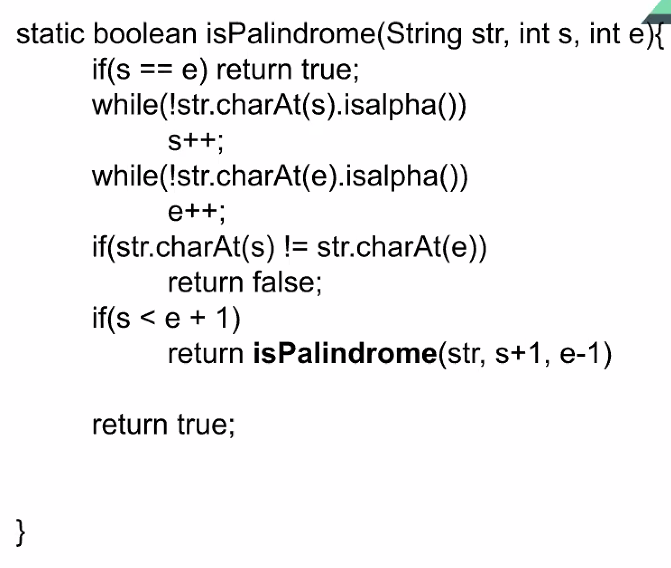 static boolean isPalindrome(String str, int s, int e){
if(s == e) return true;
while(!str.charAt(s).isalpha())
s++;
while(!str.charAt(e).isalpha())
e++;
if(str.charAt(s) != str.charAt(e))
return false;
if(s < e + 1)
return isPalindrome(str, s+1, e-1)
return true;
}